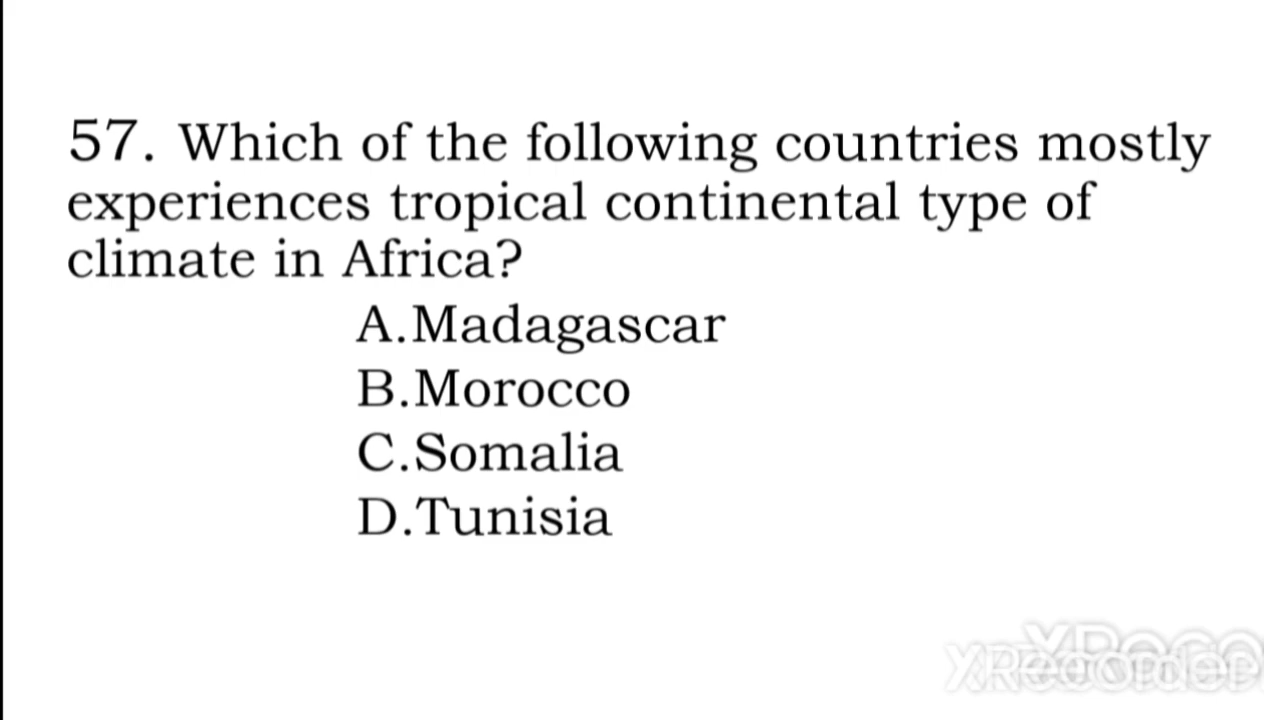 57. Which of the following countries mostly
experiences tropical continental type of
climate in Africa?
A.Madagascar
B.Morocco
C.Somalia
D.Tunisia
XRecorder